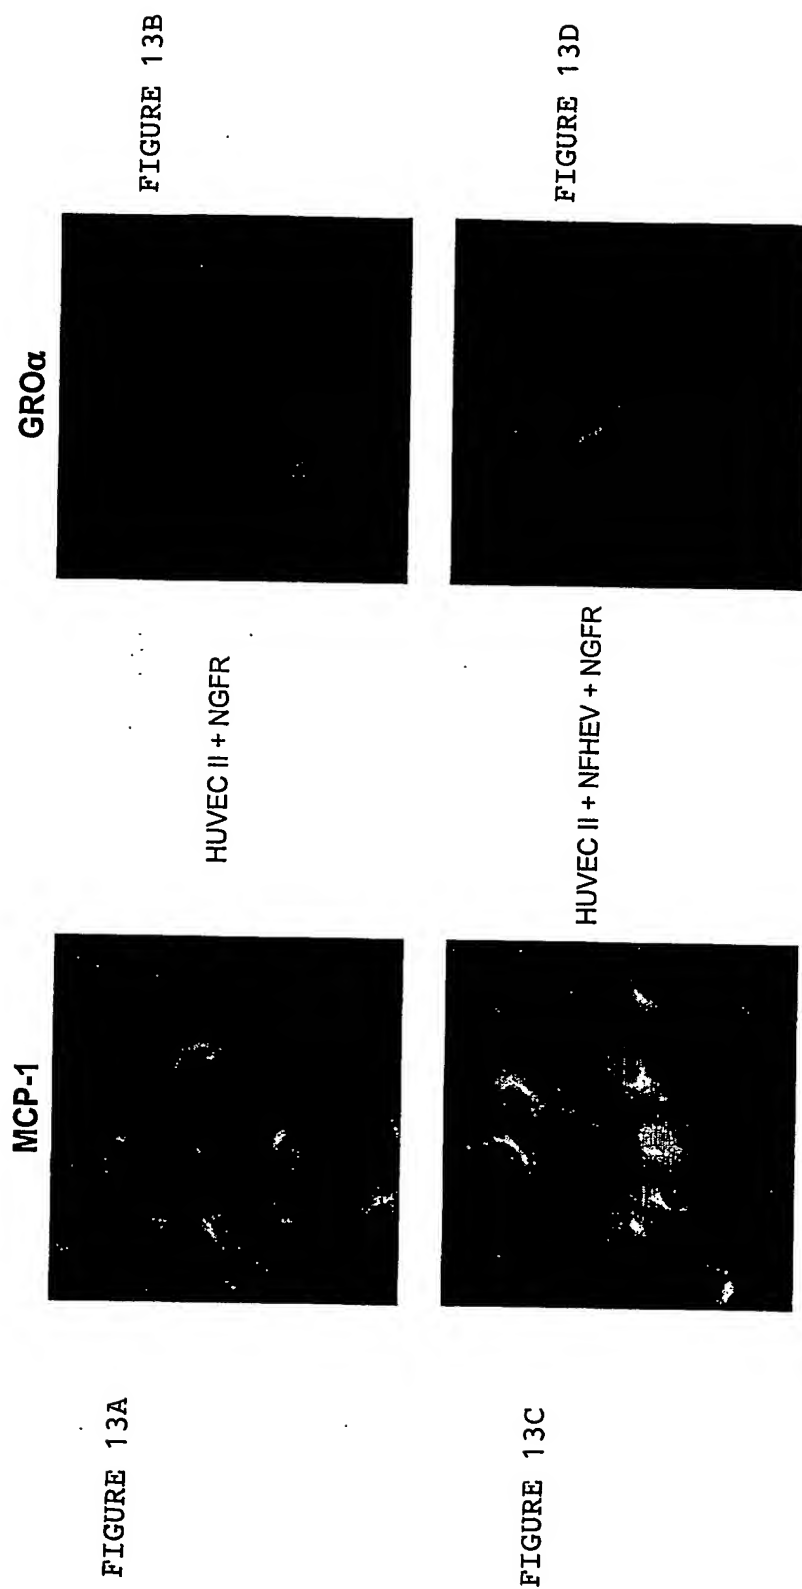 MCP-1
GROα
FIGURE 13A
HUVEC II + NGFR
FIGURE 13B
FIGURE 13C
HUVEC II + NFHEV + NGFR
FIGURE 13D